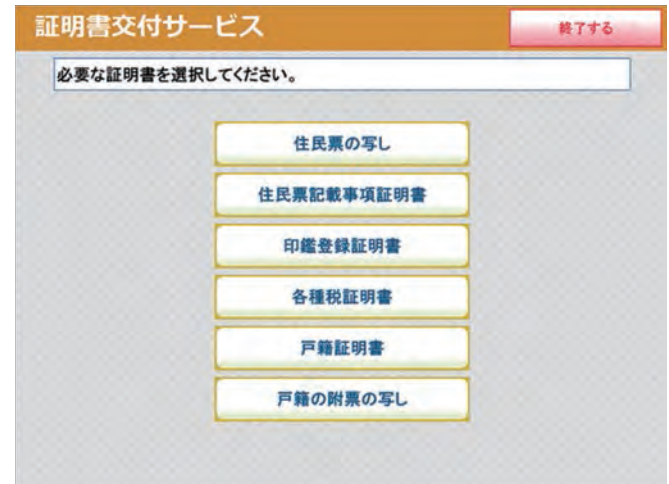 証明書交付サービス
終了する
必要な証明書を選択してください。
住民票の写し
住民票記載事項証明書
印鑑登録証明書
各種税証明書
戸籍証明書
戸籍の附票の写し